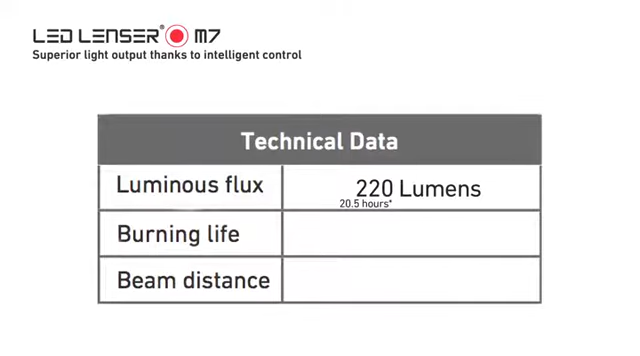 LED LENSER® M7
Superior light output thanks to intelligent control
Technical Data
Luminous flux
220 Lumens
20.5 hours*
Burning life
Beam distance